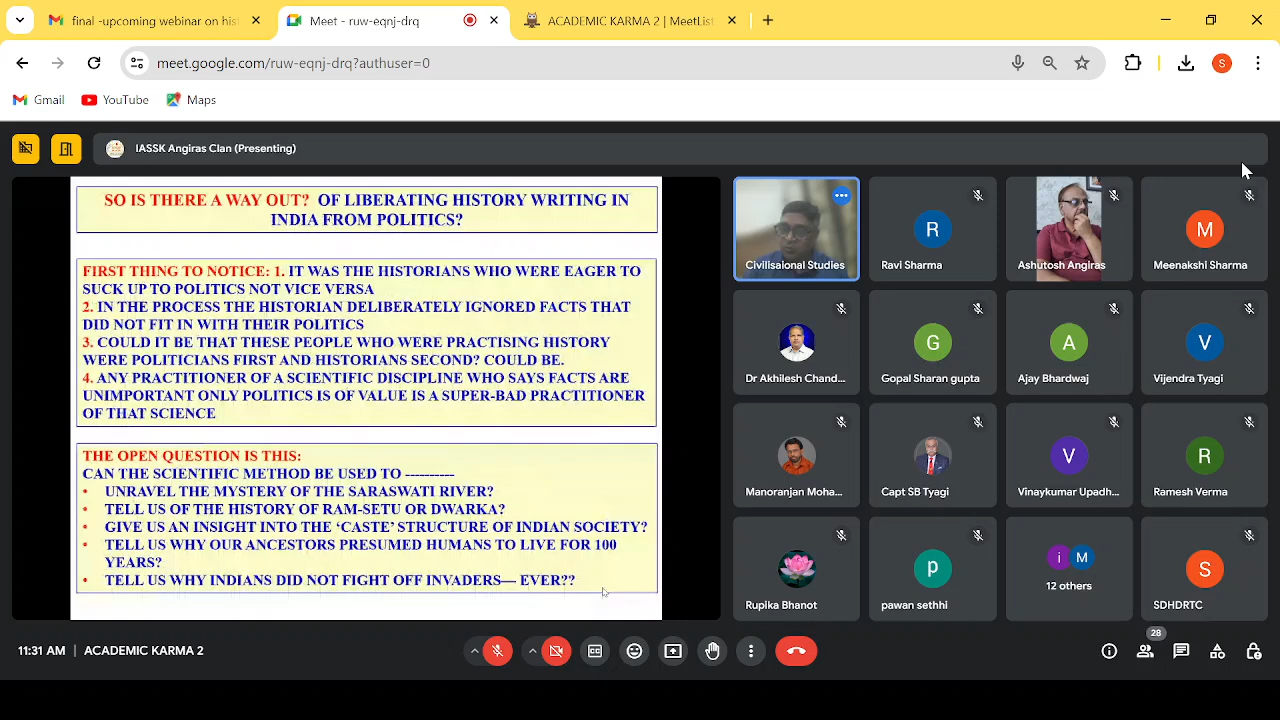 final -upcoming webinar on his
Meet - ruw-eqnj-drq
ACADEMIC KARMA 2 | MeetList
meet.google.com/ruw-eqnj-drq?authuser=0
S
Gmail
YouTube
Maps
IASSK Angiras Clan (Presenting)
SO IS THERE A WAY OUT? OF LIBERATING HISTORY WRITING IN
INDIA FROM POLITICS?
FIRST THING TO NOTICE: 1. IT WAS THE HISTORIANS WHO WERE EAGER TO
SUCK UP TO POLITICS NOT VICE VERSA
2. IN THE PROCESS THE HISTORIAN DELIBERATELY IGNORED FACTS THAT
DID NOT FIT IN WITH THEIR POLITICS
3. COULD IT BE THAT THESE PEOPLE WHO WERE PRACTISING HISTORY
WERE POLITICIANS FIRST AND HISTORIANS SECOND? COULD BE.
4. ANY PRACTITIONER OF A SCIENTIFIC DISCIPLINE WHO SAYS FACTS ARE
UNIMPORTANT ONLY POLITICS IS OF VALUE IS A SUPER-BAD PRACTITIONER
OF THAT SCIENCE
THE OPEN QUESTION IS THIS:
CAN THE SCIENTIFIC METHOD BE USED TO ----------
• UNRAVEL THE MYSTERY OF THE SARASWATI RIVER?
• TELL US OF THE HISTORY OF RAM-SETU OR DWARKA?
• GIVE US AN INSIGHT INTO THE ‘CASTE’ STRUCTURE OF INDIAN SOCIETY?
• TELL US WHY OUR ANCESTORS PRESUMED HUMANS TO LIVE FOR 100
YEARS?
• TELL US WHY INDIANS DID NOT FIGHT OFF INVADERS— EVER??
Civilisaional Studies
R
Ravi Sharma
Ashutosh Angiras
M
Meenakshi Sharma
Dr Akhilesh Chand...
G
Gopal Sharan gupta
A
Ajay Bhardwaj
V
Vijendra Tyagi
Manoranjan Moha...
Capt SB Tyagi
V
Vinaykumar Upadh...
R
Ramesh Verma
Rupika Bhanot
p
pawan sethhi
i M
12 others
S
SDHDRTC
11:31 AM | ACADEMIC KARMA 2
28